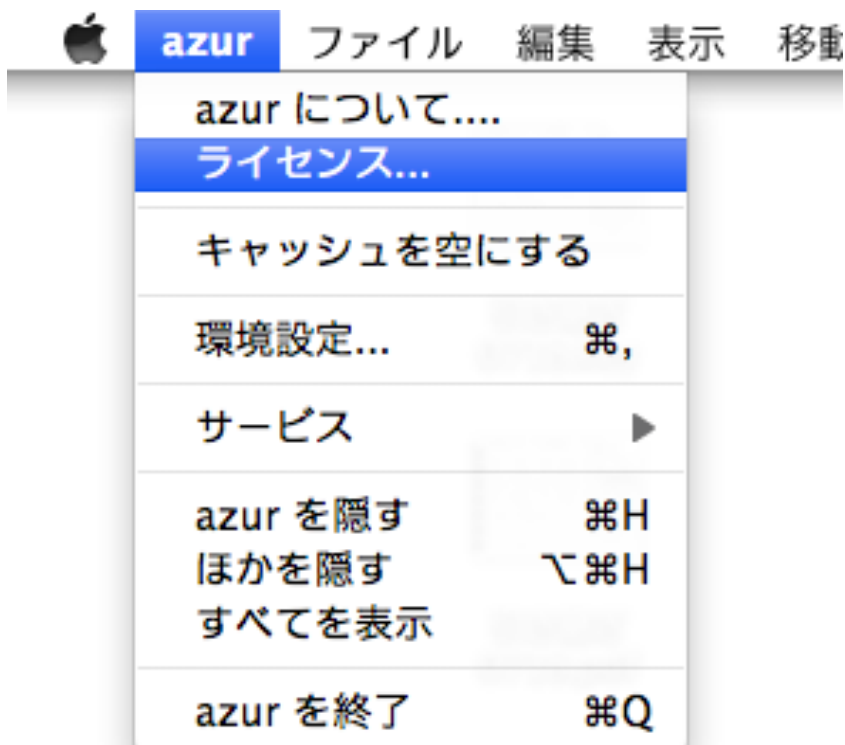 azur ファイル 編集 表示 移動
azur について....
ライセンス...
キャッシュを空にする
環境設定... ⌘,
サービス ▶
azur を隠す ⌘H
ほかを隠す ⌥⌘H
すべてを表示
azur を終了 ⌘Q